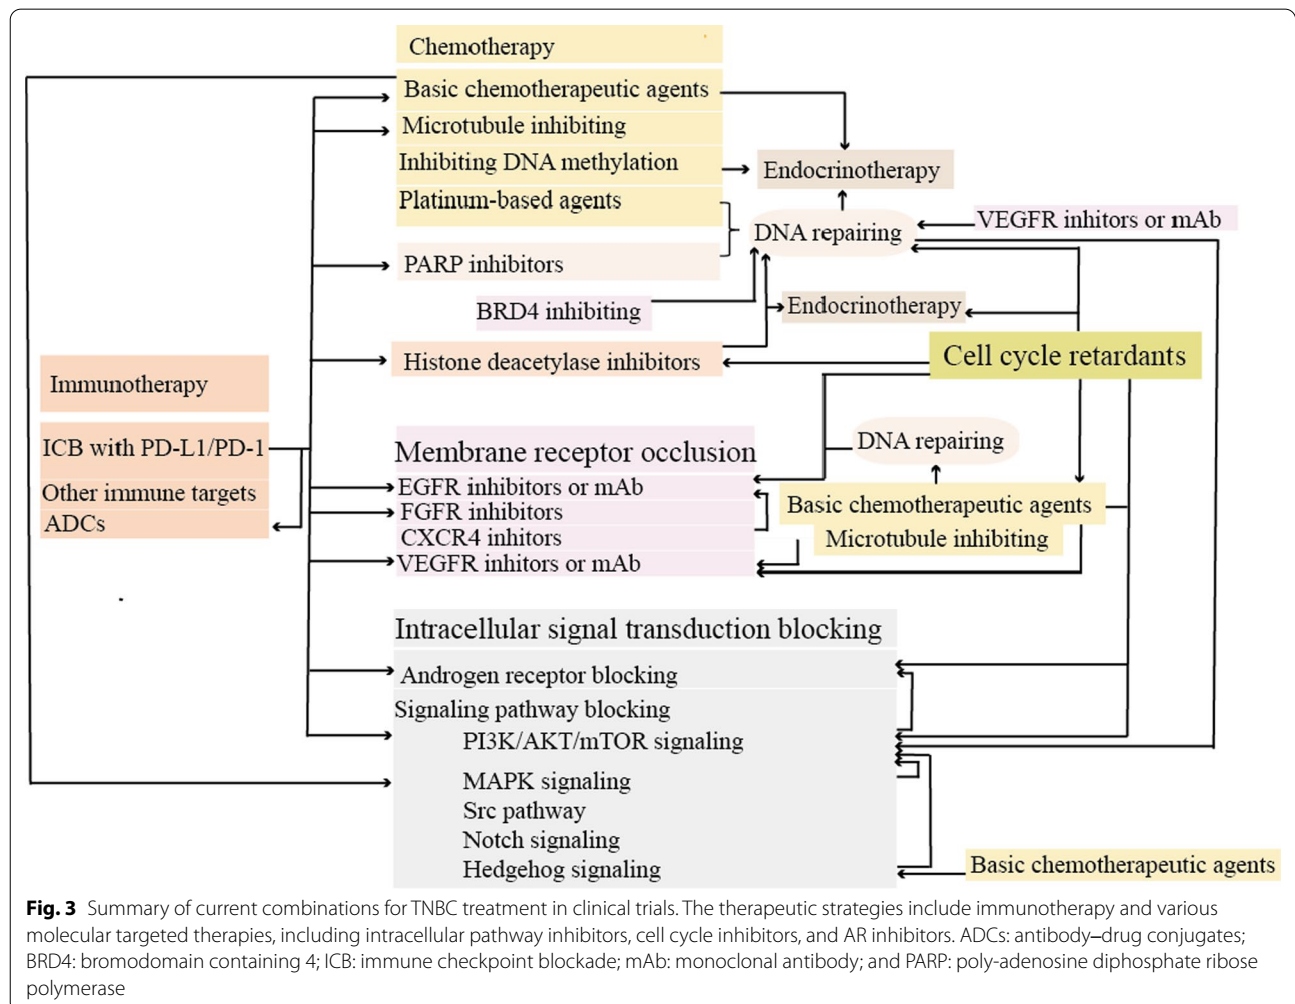 Chemotherapy
Basic chemotherapeutic agents
Microtubule inhibiting
Inhibiting DNA methylation
Platinum-based agents
PARP inhibitors
Endocrinotherapy
DNA repairing
VEGFR inhitors or mAb
BRD4 inhibiting
Endocrinotherapy
Histone deacetylase inhibitors
Cell cycle retardants
Immunotherapy
ICB with PD-L1/PD-1
Other immune targets
ADCs
Membrane receptor occlusion
EGFR inhibitors or mAb
FGFR inhibitors
CXCR4 inhitors
VEGFR inhitors or mAb
DNA repairing
Basic chemotherapeutic agents
Microtubule inhibiting
Intracellular signal transduction blocking
Androgen receptor blocking
Signaling pathway blocking
PI3K/AKT/mTOR signaling
MAPK signaling
Src pathway
Notch signaling
Hedgehog signaling
Basic chemotherapeutic agents
Fig. 3 Summary of current combinations for TNBC treatment in clinical trials. The therapeutic strategies include immunotherapy and various
molecular targeted therapies, including intracellular pathway inhibitors, cell cycle inhibitors, and AR inhibitors. ADCs: antibody–drug conjugates;
BRD4: bromodomain containing 4; ICB: immune checkpoint blockade; mAb: monoclonal antibody; and PARP: poly-adenosine diphosphate ribose
polymerase